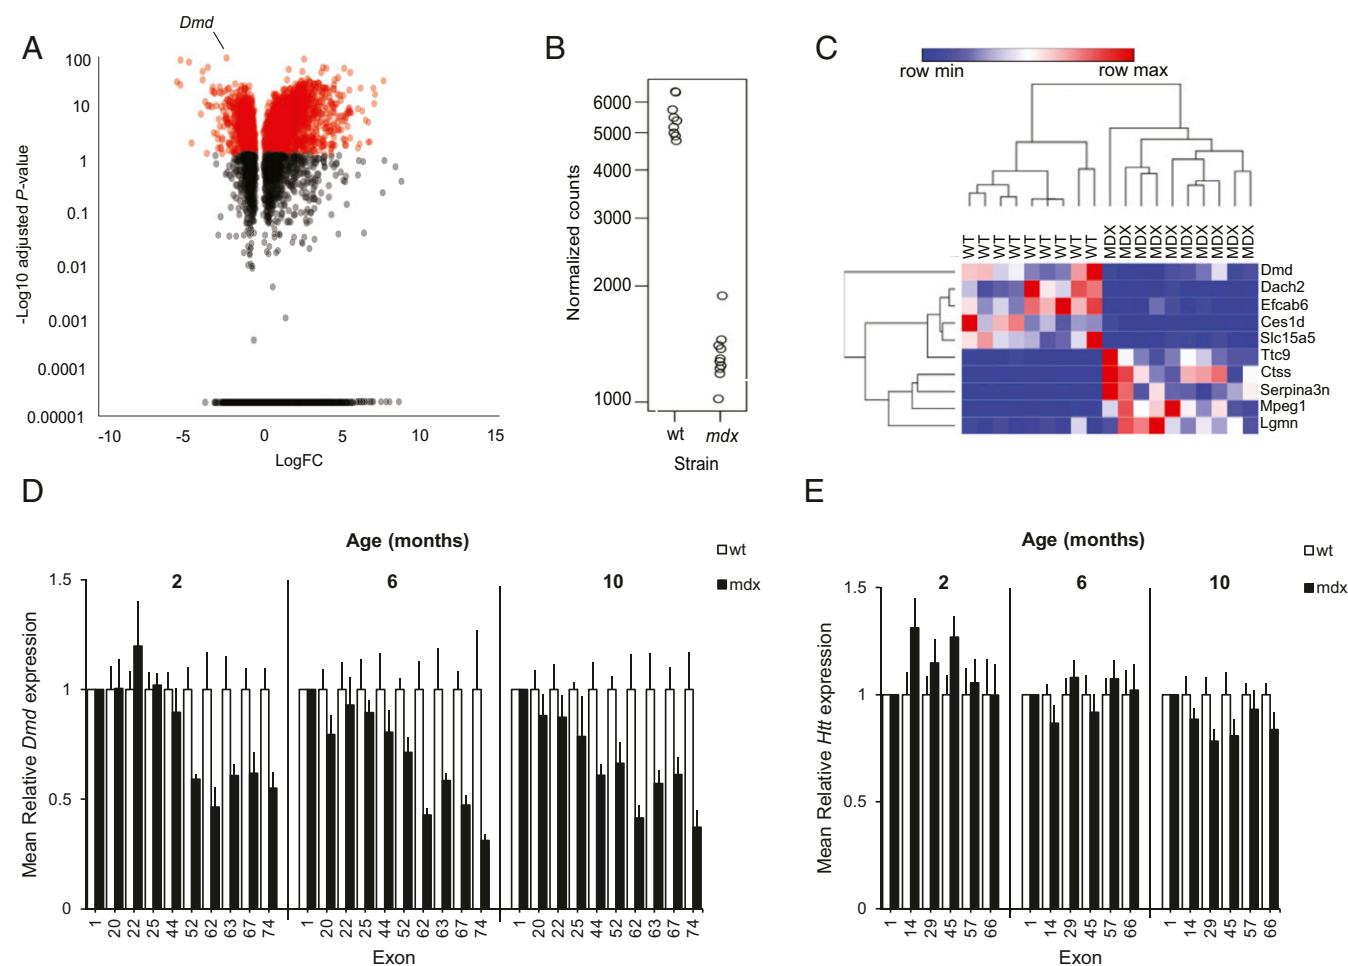 A
Dmd
100
10
1
0.1
0.01
0.001
0.0001
0.00001
-Log10 adjusted P-value
-10 -5 0 5 10 15
LogFC
B
6000
5000
4000
3000
2000
1000
Normalized counts
wt mdx
Strain
C
row min row max
WT WT WT WT WT WT WT WT WT MDX MDX MDX MDX MDX MDX MDX MDX MDX MDX
Dmd
Dach2
Efcab6
Ces1d
Slc15a5
Ttc9
Ctss
Serpina3n
Mpeg1
Lgmn
D
Age (months)
wt
mdx
2 6 10
1.5
1
0.5
0
Mean Relative Dmd expression
1 20 22 25 44 52 62 63 67 74 1 20 22 25 44 52 62 63 67 74 1 20 22 25 44 52 62 63 67 74
Exon
E
Age (months)
wt
mdx
2 6 10
1.5
1
0.5
0
Mean Relative Htt expression
1 14 29 45 57 66 1 14 29 45 57 66 1 14 29 45 57 66
Exon